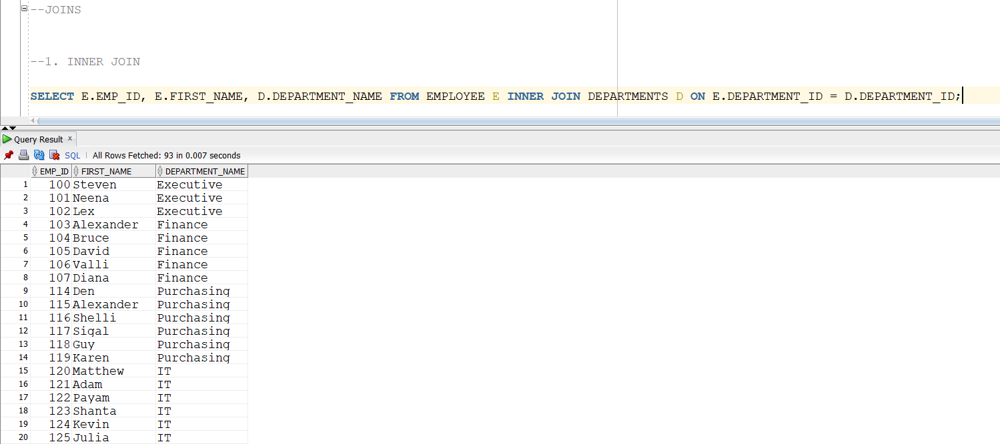 --JOINS
--1. INNER JOIN
SELECT E.EMP_ID, E.FIRST_NAME, D.DEPARTMENT_NAME FROM EMPLOYEE E INNER JOIN DEPARTMENTS D ON E.DEPARTMENT_ID = D.DEPARTMENT_ID;
Query Result x
SQL | All Rows Fetched: 93 in 0.007 seconds
EMP_ID FIRST_NAME DEPARTMENT_NAME
1 100 Steven Executive
2 101 Neena Executive
3 102 Lex Executive
4 103 Alexander Finance
5 104 Bruce Finance
6 105 David Finance
7 106 Valli Finance
8 107 Diana Finance
9 114 Den Purchasing
10 115 Alexander Purchasing
11 116 Shelli Purchasing
12 117 Sigal Purchasing
13 118 Guy Purchasing
14 119 Karen Purchasing
15 120 Matthew IT
16 121 Adam IT
17 122 Payam IT
18 123 Shanta IT
19 124 Kevin IT
20 125 Julia IT